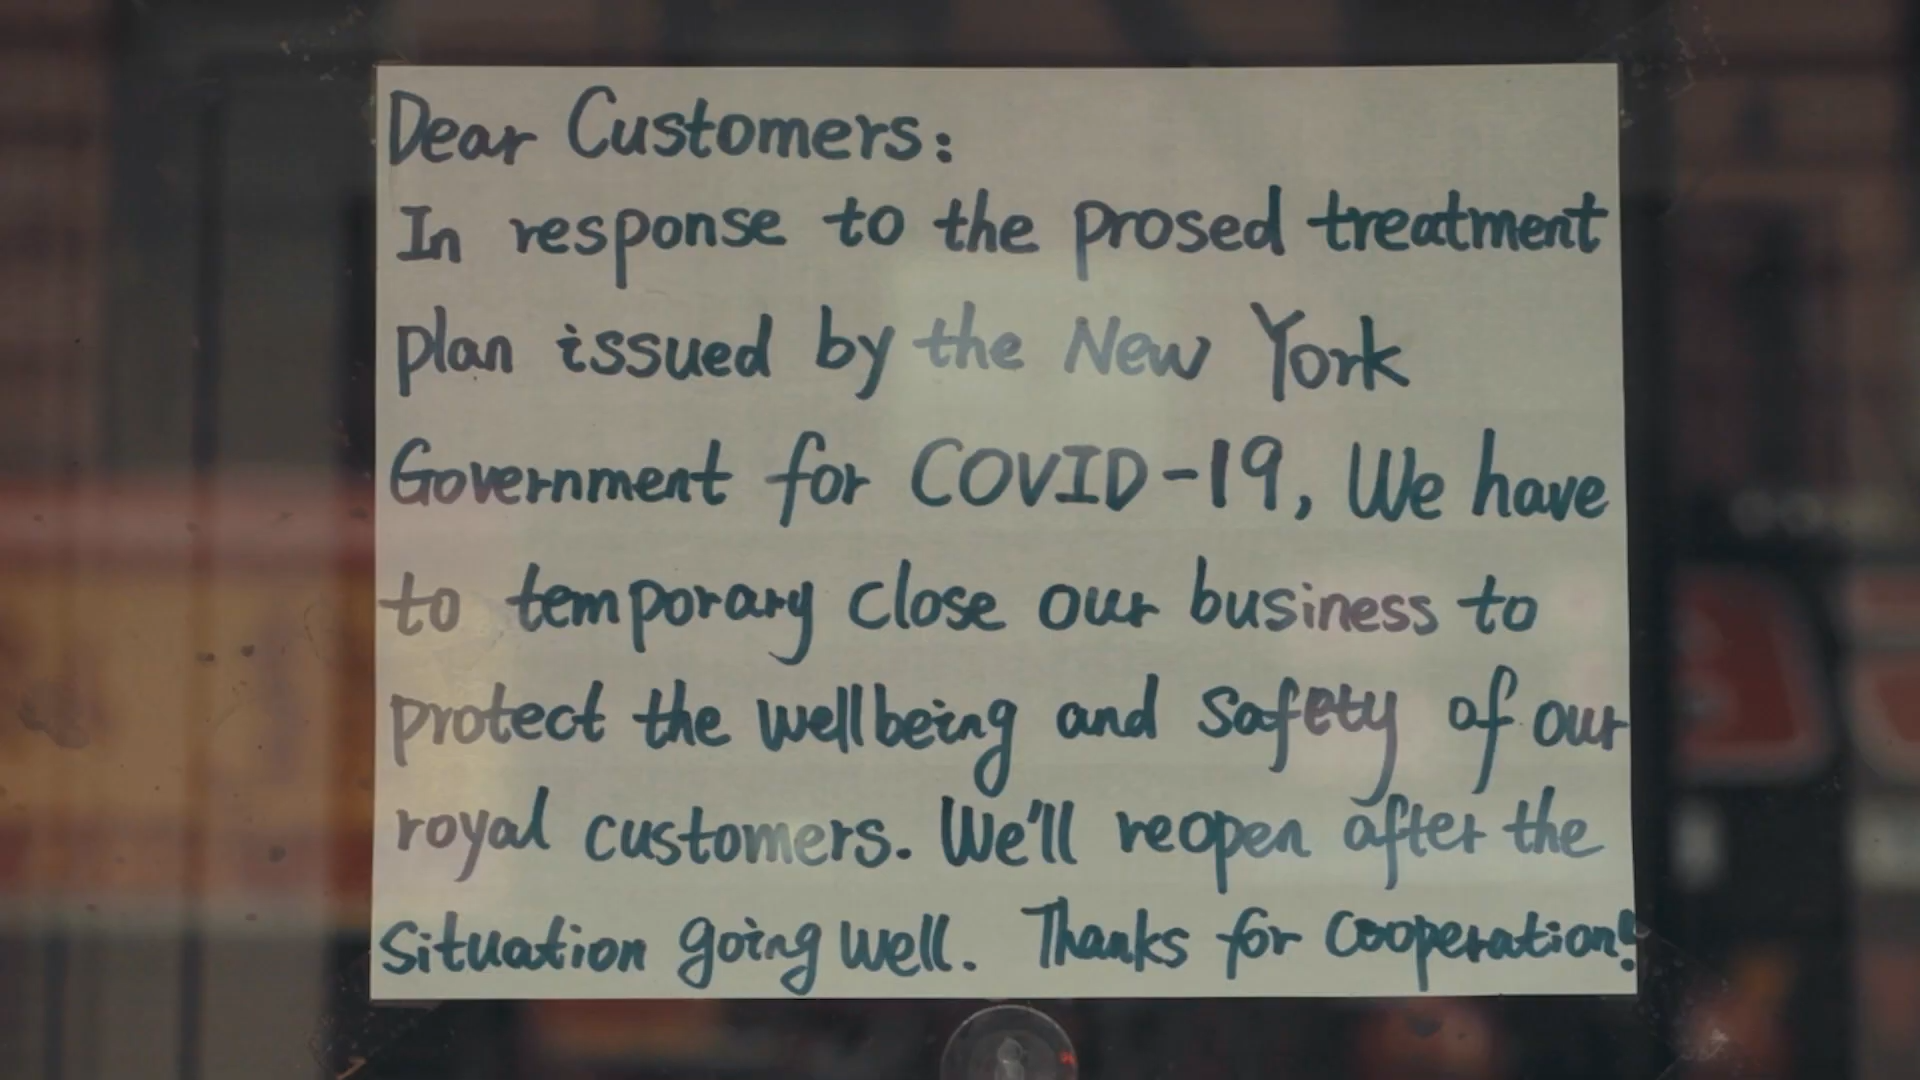 Dear Customers:
In response to the prosed treatment
plan issued by the New York
Government for COVID-19, We have
to temporary close our business to
protect the wellbeing and safety of our
royal customers. We'll reopen after the
situation going well. Thanks for cooperation!